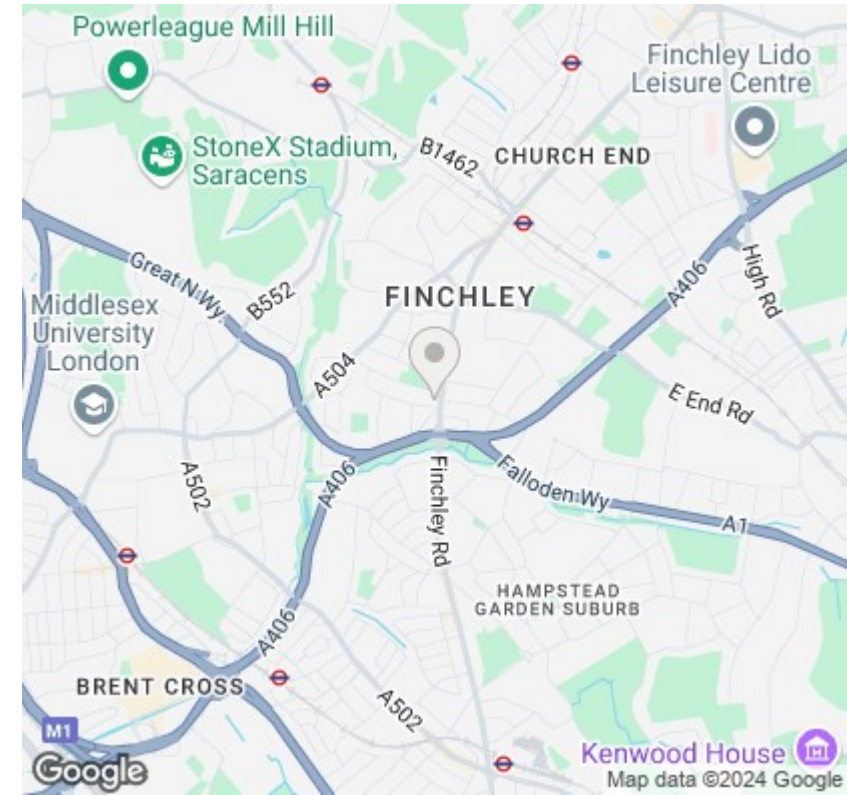 Powerleague Mill Hill
Finchley Lido
Leisure Centre
StoneX Stadium,
Saracens
B1462
CHURCH END
Great N Wy
B552
FINCHLEY
A406
High Rd
Middlesex
University
London
A504
E End Rd
A502
A406
Finchley Rd
Falloden Wy
A1
HAMPSTEAD
GARDEN SUBURB
A406
BRENT CROSS
A502
M1
Kenwood House
Google
Map data ©2024 Google